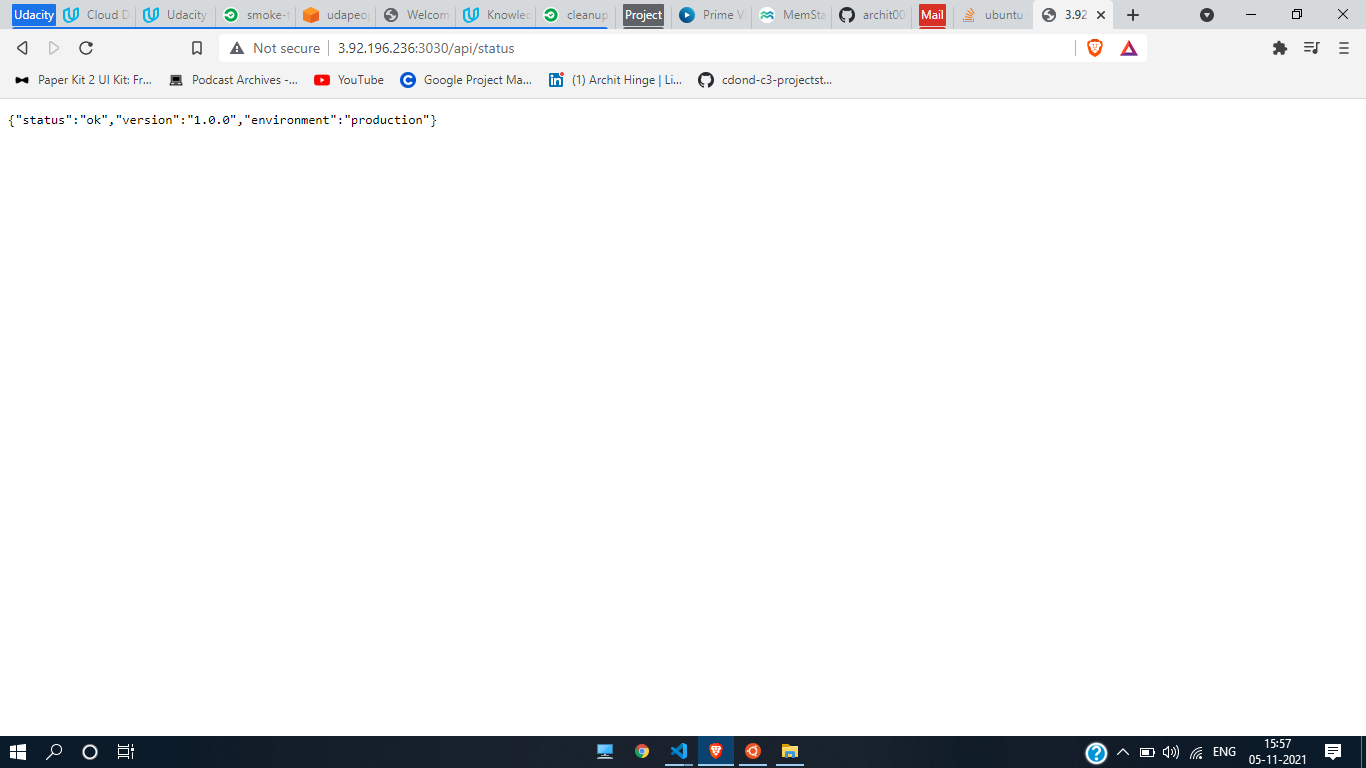 Udacity Cloud D Udacity smoke-t udapeop Welcom Knowled cleanup Project Prime V MemSta archit00 Mail ubuntu 3.92
Not secure 3.92.196.236:3030/api/status
Paper Kit 2 UI Kit: Fr... Podcast Archives -... YouTube Google Project Ma... (1) Archit Hinge | Li... cdond-c3-projectst...
{"status":"ok","version":"1.0.0","environment":"production"}
ENG 15:57
05-11-2021